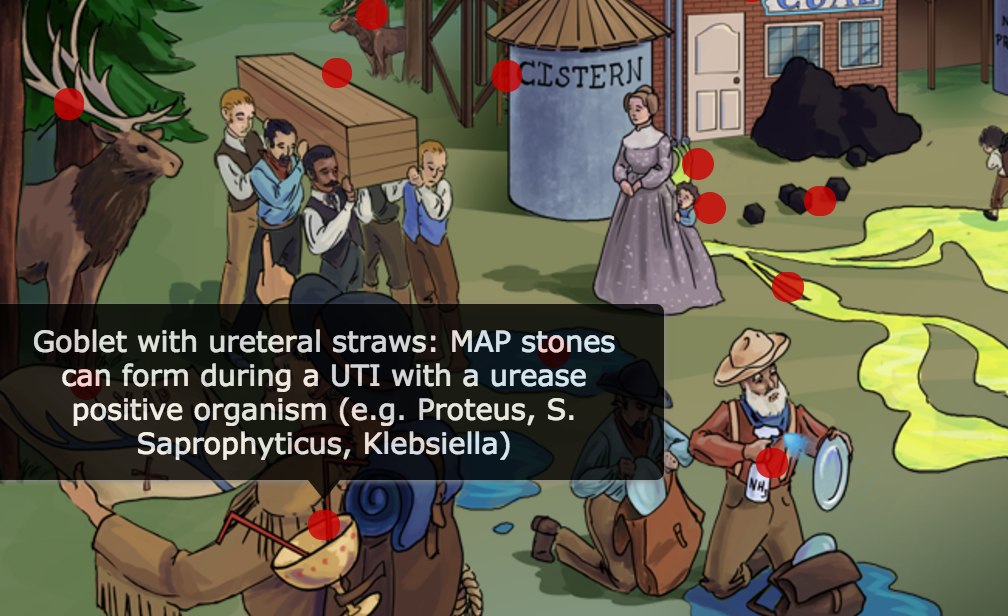 COAL
CISTERN
Goblet with ureteral straws: MAP stones
can form during a UTI with a urease
positive organism (e.g. Proteus, S.
Saprophyticus, Klebsiella)
NH3